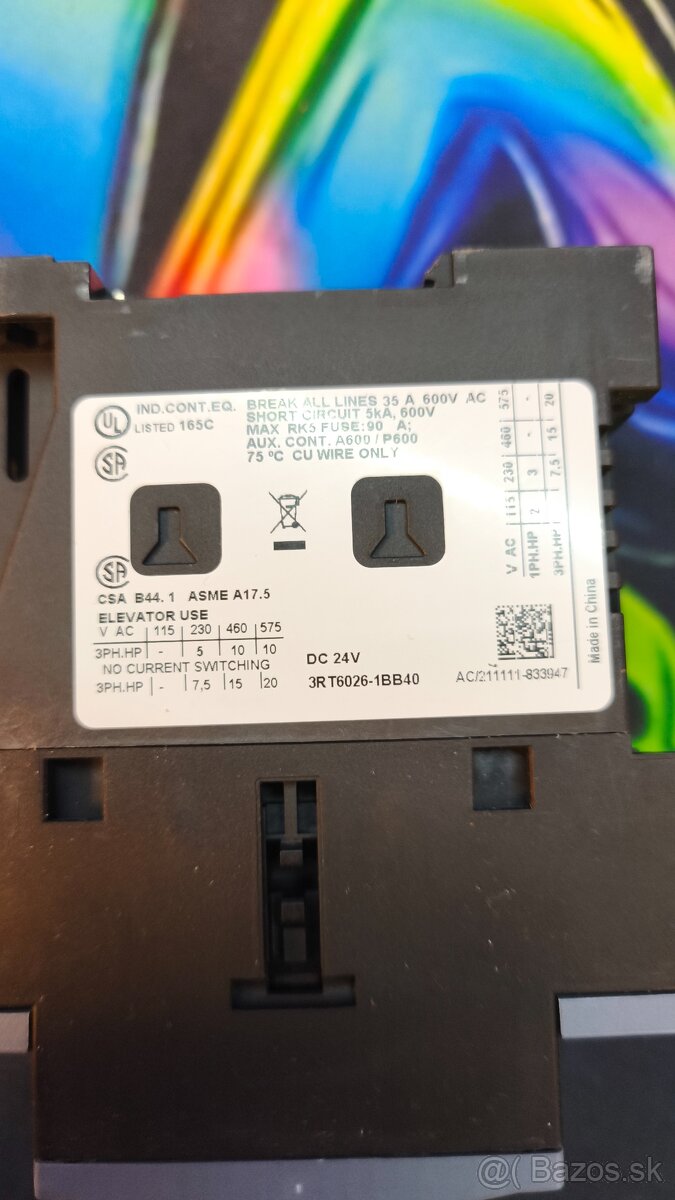 UL IND.CONT.EQ.
LISTED 165C
SA
BREAK ALL LINES 35 A 600V AC
SHORT CIRCUIT 5kA, 600V
MAX RK5 FUSE:90 A;
AUX. CONT. A600 / P600
75 ºC CU WIRE ONLY
V AC | 115 | 230 | 460 | 575
1PH.HP | 2 | 3 | - | -
3PH.HP | - | 7,5 | 15 | 20
SA
CSA B44. 1 ASME A17.5
ELEVATOR USE
V AC | 115 | 230 | 460 | 575
3PH.HP | - | 5 | 10 | 10
NO CURRENT SWITCHING
3PH.HP | - | 7,5 | 15 | 20
DC 24V
3RT6026-1BB40
AC/211111-833947
Made in China
@( Bazos.sk